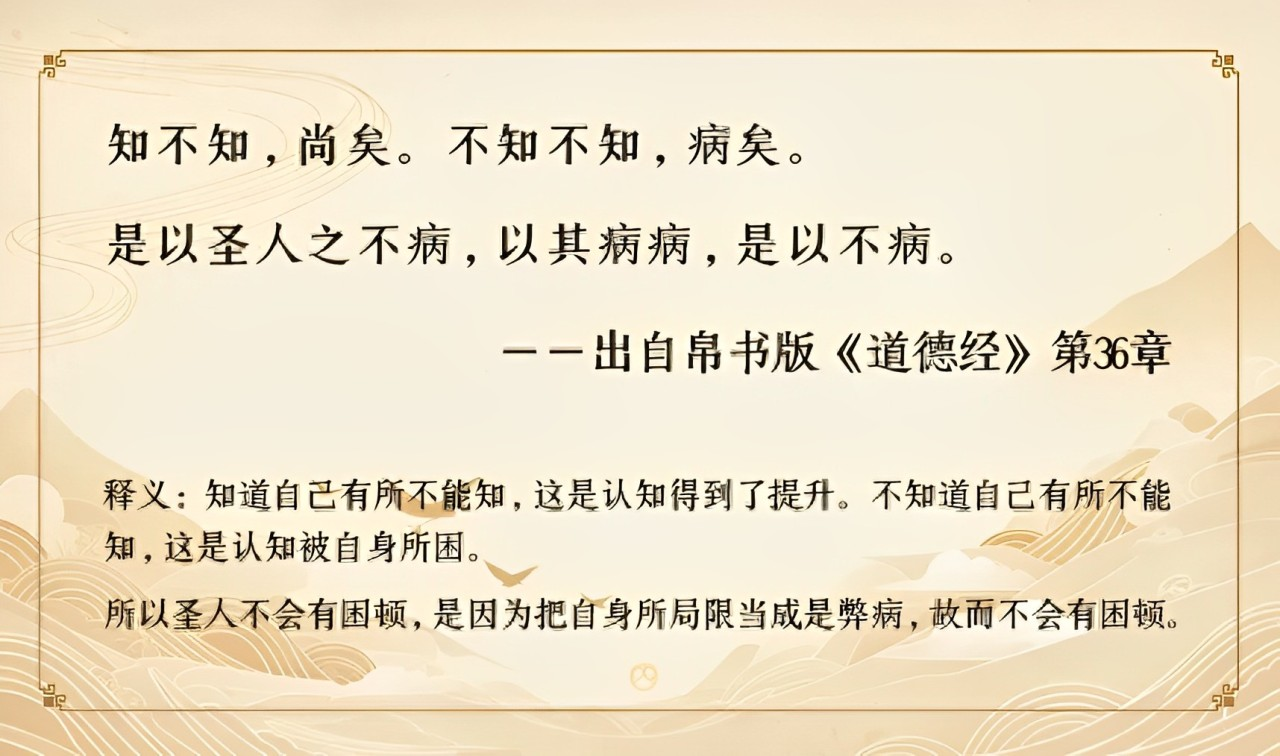 知不知，尚矣。不知不知，病矣。
是以圣人之不病，以其病病，是以不病。
——出自帛书版《道德经》第36章
释义：知道自己有所不能知，这是认知得到了提升。不知道自己有所不能
知，这是认知被自身所困。
所以圣人不会有困顿，是因为把自身所局限当成是弊病，故而不会有困顿。